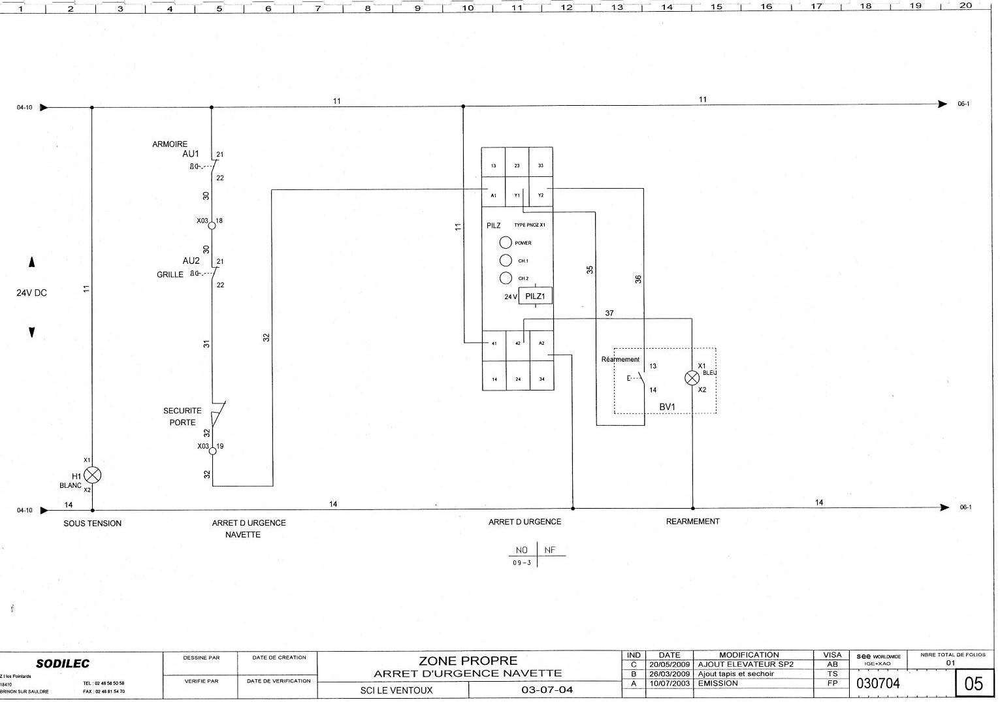 1 2 3 4 5 6 7 8 9 10 11 12 13 14 15 16 17 18 19 20
04-10 11 11 06-1
ARMOIRE
AU1 21
22
30
X03 18
30
AU2 21
GRILLE
22
31
SECURITE
PORTE
32
X03 19
32
24V DC
11
X1
H1
BLANC
X2
32
11
13 23 33
A1 Y1 Y2
PILZ TYPE PNOZ X1
POWER
CH.1
CH.2
24 V PILZ1
41 42 A2
14 24 34
35
36
37
Réarmement
13
14
E
X1
BLEU
X2
BV1
04-10 14 14 14 06-1
SOUS TENSION
ARRET D URGENCE
NAVETTE
ARRET D URGENCE
REARMEMENT
NO NF
09-3
SODILEC
Z I les Pointards
18410
BRINON SUR SAULDRE
TEL : 02 48 58 50 58
FAX : 02 48 81 54 70
DESSINE PAR
DATE DE CREATION
VERIFIE PAR
DATE DE VERIFICATION
ZONE PROPRE
ARRET D'URGENCE NAVETTE
SCI LE VENTOUX
03-07-04
IND DATE MODIFICATION VISA
C 20/05/2009 AJOUT ELEVATEUR SP2 AB
B 26/03/2009 Ajout tapis et sechoir TS
A 10/07/2003 EMISSION FP
see WORLDWIDE
IGE+XAO
NBRE TOTAL DE FOLIOS
01
030704
05